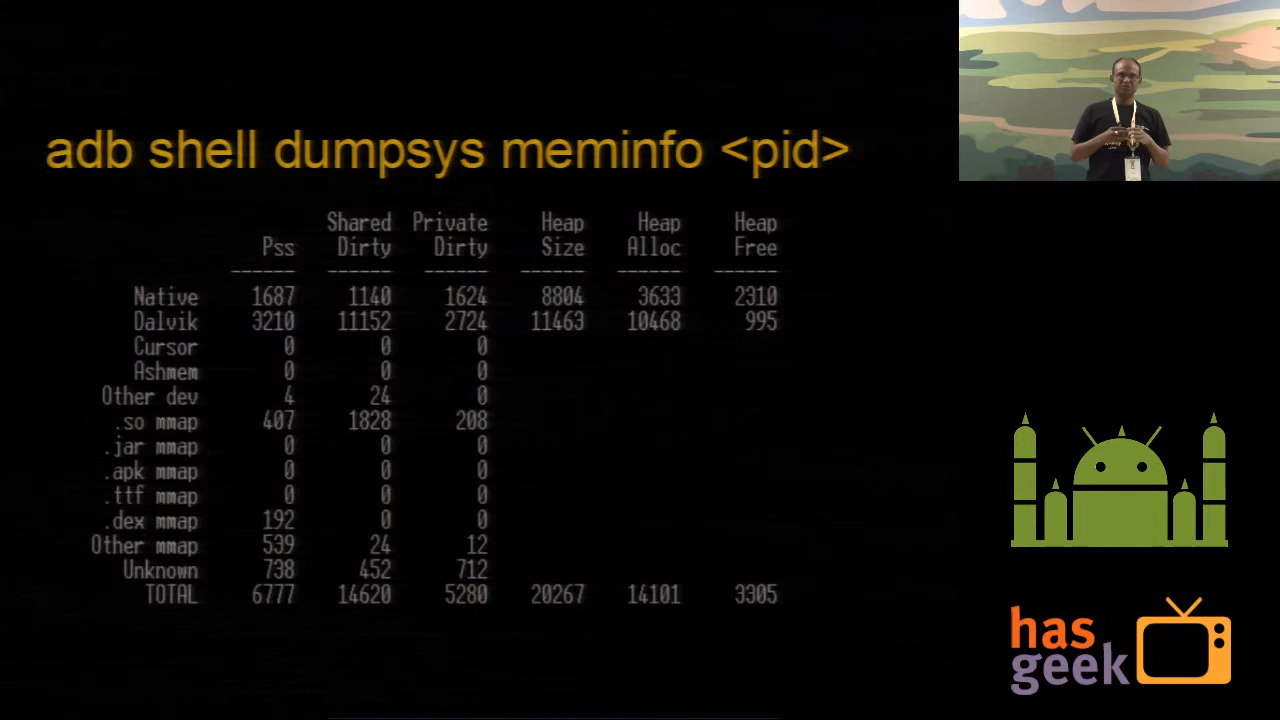 adb shell dumpsys meminfo <pid>
Shared Private Heap Heap Heap
Pss Dirty Dirty Size Alloc Free
------ ------ ------ ------ ------ ------
Native 1687 1140 1624 8804 3633 2310
Dalvik 3210 11152 2724 11463 10468 995
Cursor 0 0 0
Ashmem 0 0 0
Other dev 4 24 0
.so mmap 407 1828 208
.jar mmap 0 0 0
.apk mmap 0 0 0
.ttf mmap 0 0 0
.dex mmap 192 0 0
Other mmap 539 24 12
Unknown 738 452 712
TOTAL 6777 14620 5280 20267 14101 3305
has
geek